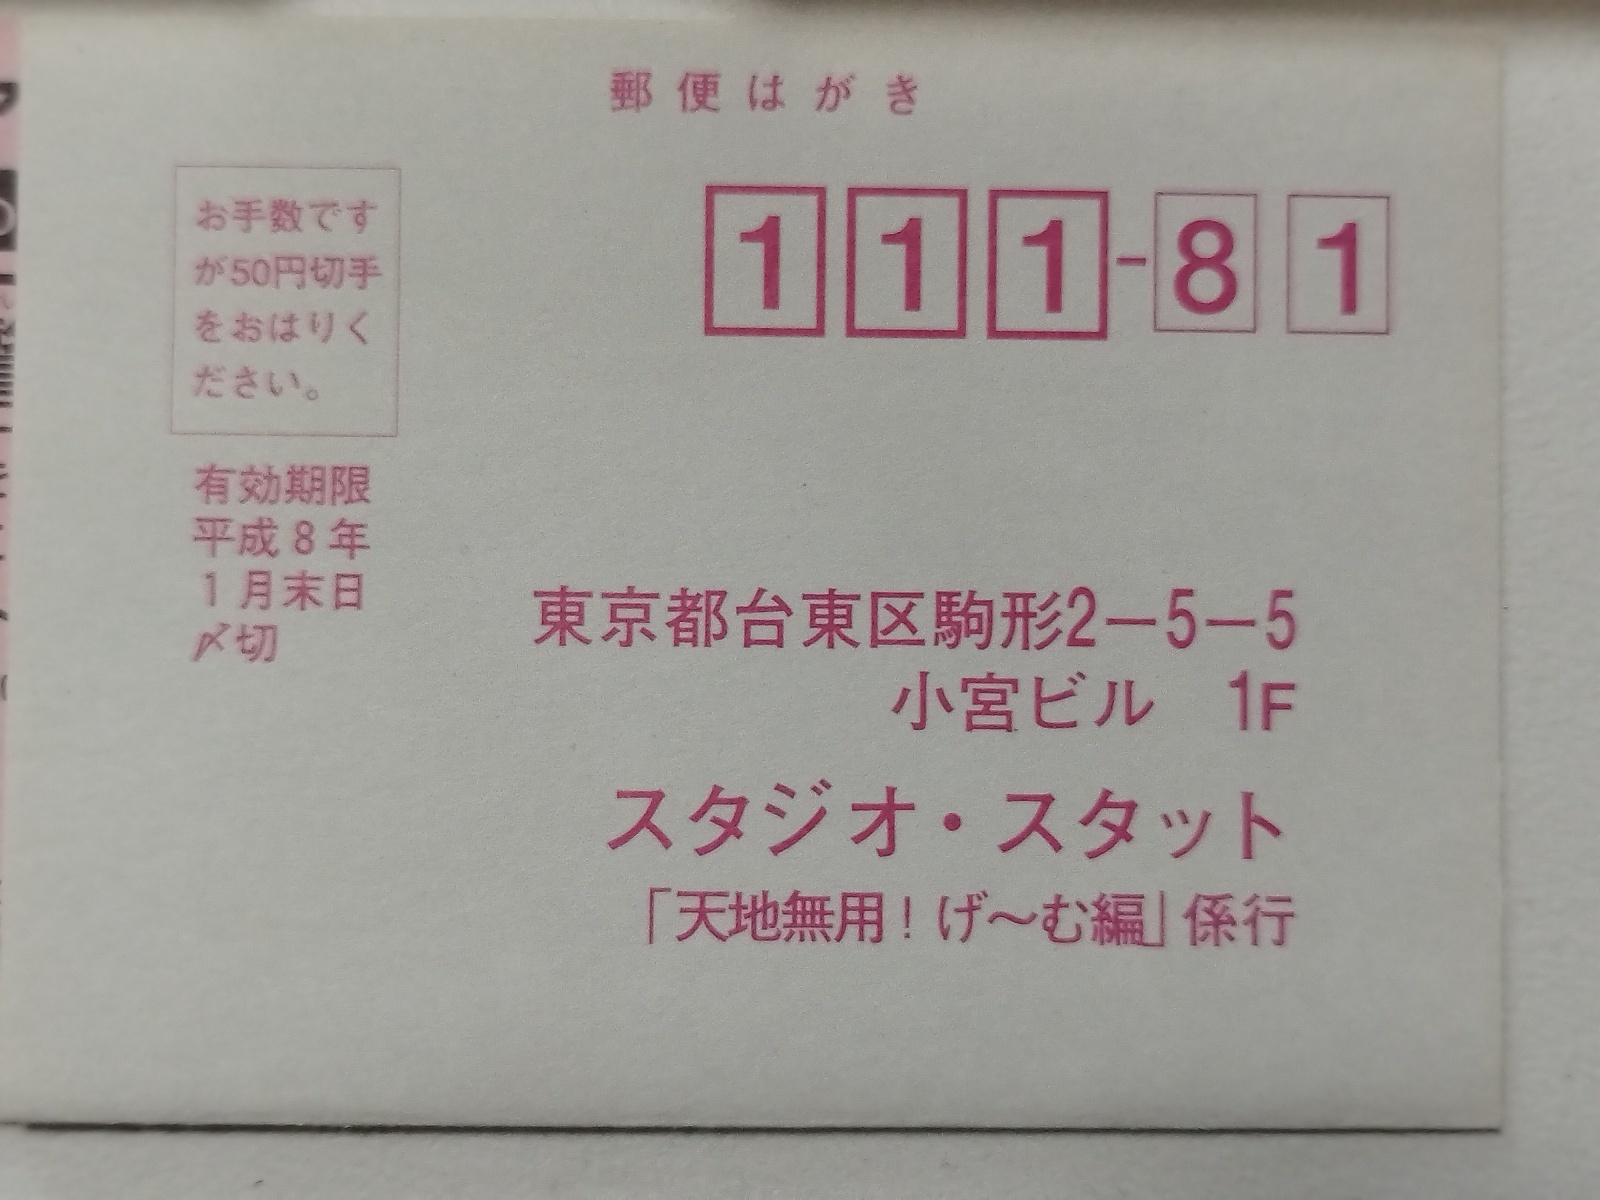 郵便はがき
お手数です
が50円切手
をおはりく
ださい。
111-81
有効期限
平成8年
1月末日
〆切
東京都台東区駒形2−5−5
小宮ビル 1F
スタジオ・スタット
「天地無用!げ〜む編」係行